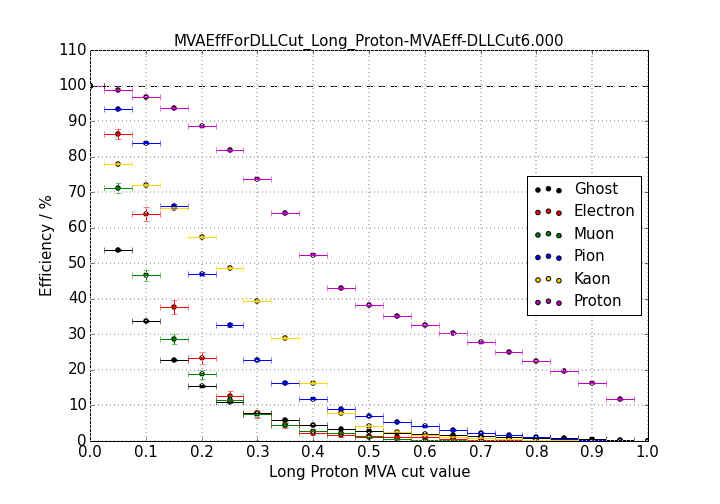 MVAEffForDLLCut_Long_Proton-MVAEff-DLLCut6.000
110
100
90
80
70
60
50
40
30
20
10
0
Efficiency / %
Ghost
Electron
Muon
Pion
Kaon
Proton
0.0 0.1 0.2 0.3 0.4 0.5 0.6 0.7 0.8 0.9 1.0
Long Proton MVA cut value